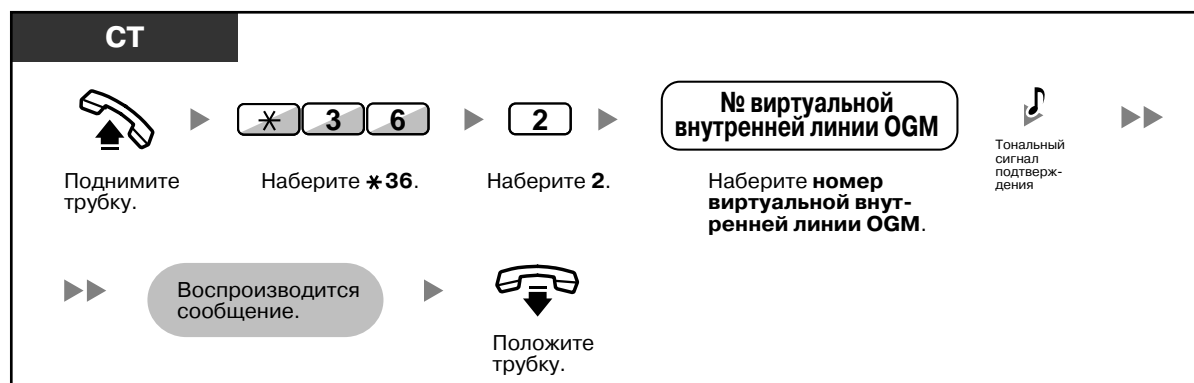 СТ
✳ 3 6
2
№ виртуальной
внутренней линии OGM
Тональный
сигнал
подтверж-
дения
Поднимите
трубку.
Наберите ✳36.
Наберите 2.
Наберите номер
виртуальной внут-
ренней линии OGM.
Воспроизводится
сообщение.
Положите
трубку.